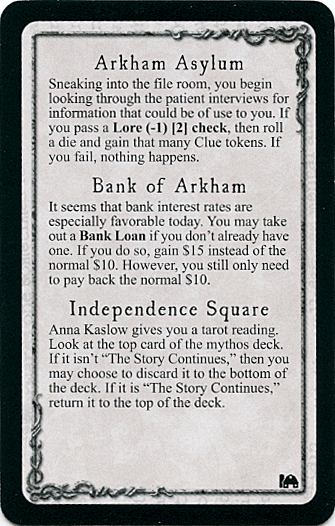 Arkham Asylum
Sneaking into the file room, you begin
looking through the patient interviews for
information that could be of use to you. If
you pass a Lore (-1) [2] check, then roll
a die and gain that many Clue tokens. If
you fail, nothing happens.
Bank of Arkham
It seems that bank interest rates are
especially favorable today. You may take
out a Bank Loan if you don't already have
one. If you do so, gain $15 instead of the
normal $10. However, you still only need
to pay back the normal $10.
Independence Square
Anna Kaslow gives you a tarot reading.
Look at the top card of the mythos deck.
If it isn't “The Story Continues,” then you
may choose to discard it to the bottom of
the deck. If it is “The Story Continues,”
return it to the top of the deck.